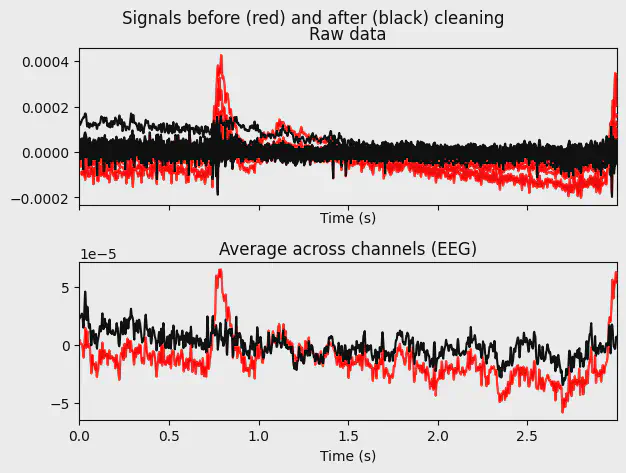 Signals before (red) and after (black) cleaning
Raw data
0.0004
0.0002
0.0000
−0.0002
Time (s)
1e−5
Average across channels (EEG)
5
0
−5
0.0 0.5 1.0 1.5 2.0 2.5
Time (s)